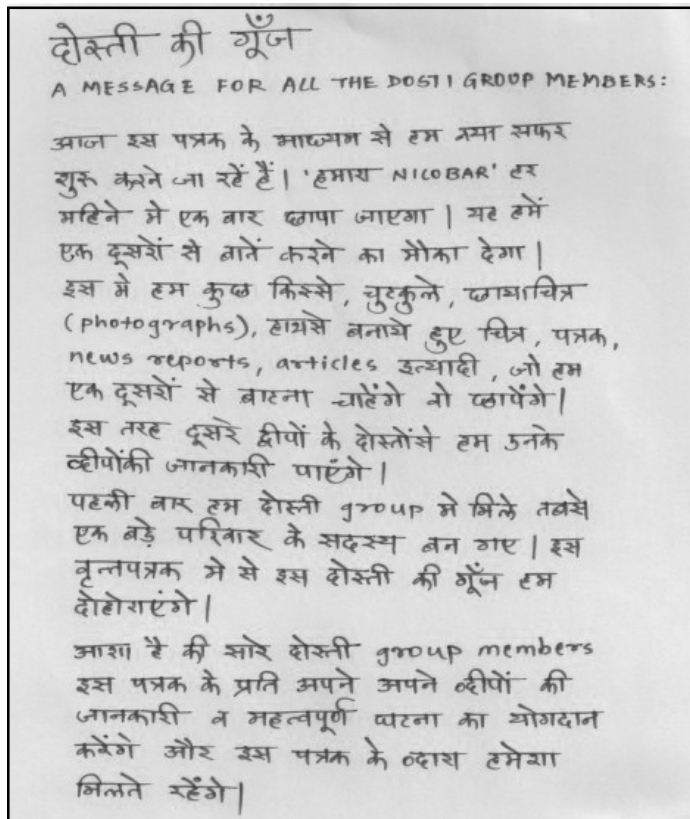 दोस्ती की गूँज
A MESSAGE FOR ALL THE DOSTI GROUP MEMBERS:
आज इस पत्रक के माध्यम से हम नया सफर
शुरू करने जा रहें हैं। 'हमारा NICOBAR' हर
महिने मे एक बार छापा जाएगा। यह हमें
एक दूसरों से बातें करने का मौका देगा।
इस मे हम कुछ किस्से, चुटकुले, छायाचित्र
(photographs), हाथसे बनाये हुए चित्र, पत्रक,
news reports, articles इत्यादी, जो हम
एक दूसरों से बाटना चाहेंगे वो छापेंगे।
इस तरह दूसरे द्वीपों के दोस्तोंसे हम उनके
व्दीपोंकी जानकारी पाएँगे।
पहली बार हम दोस्ती group मे मिले तबसे
एक बड़े परिवार के सदस्य बन गए। इस
वृत्तपत्रक मे से इस दोस्ती की गूँज हम
दोहोराएंगे।
आशा है की सारे दोस्ती group members
इस पत्रक के प्रति अपने अपने व्दीपों की
जानकारी व महत्वपूर्ण घटना का योगदान
करेंगे और इस पत्रक के व्दारा हमेशा
मिलते रहेंगे।